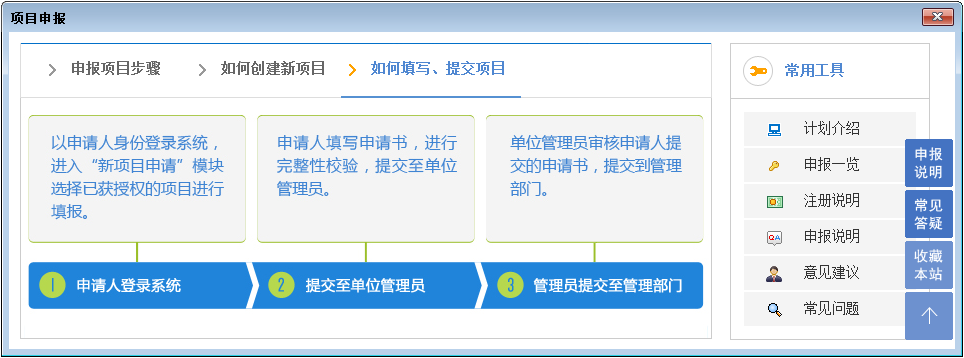 项目申报
申报项目步骤
如何创建新项目
如何填写、提交项目
以申请人身份登录系统，
进入“新项目申请”模块
选择已获授权的项目进行
填报。
申请人填写申请书，进行
完整性校验，提交至单位
管理员。
单位管理员审核申请人提
交的申请书，提交到管理
部门。
1 申请人登录系统
2 提交至单位管理员
3 管理员提交至管理部门
常用工具
计划介绍
申报一览
注册说明
QA 申报说明
意见建议
常见问题
申报
说明
常见
答疑
收藏
本站